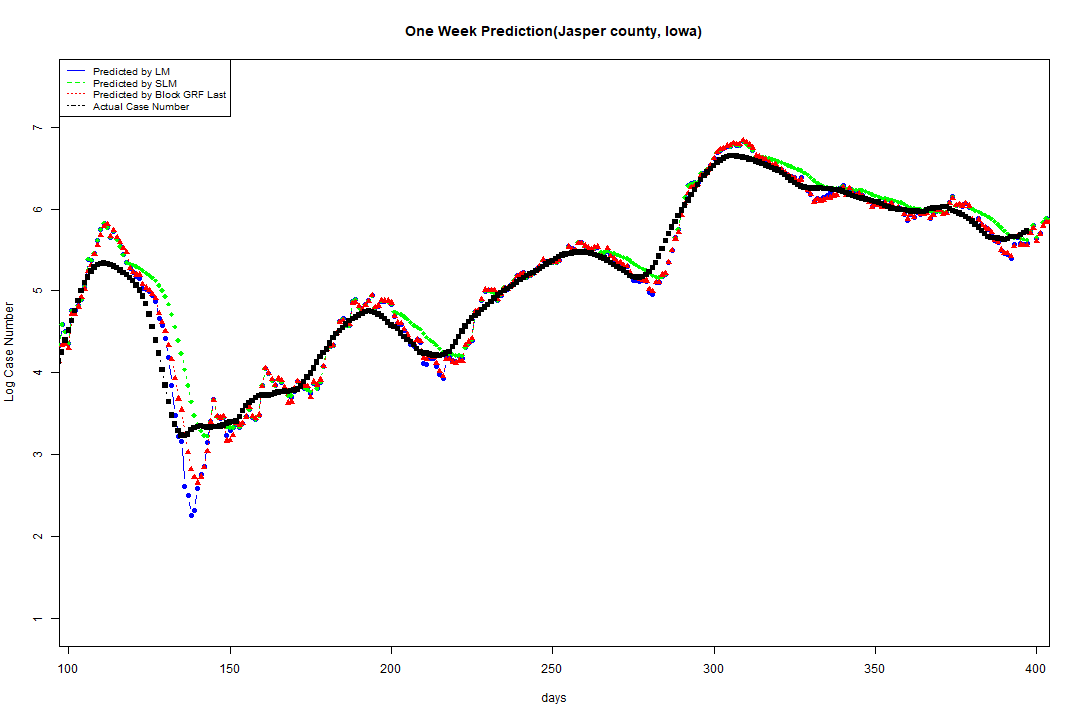 One Week Prediction(Jasper county, Iowa)
Predicted by LM
Predicted by SLM
Predicted by Block GRF Last
Actual Case Number
Log Case Number
7
6
5
4
3
2
1
100 150 200 250 300 350 400
days